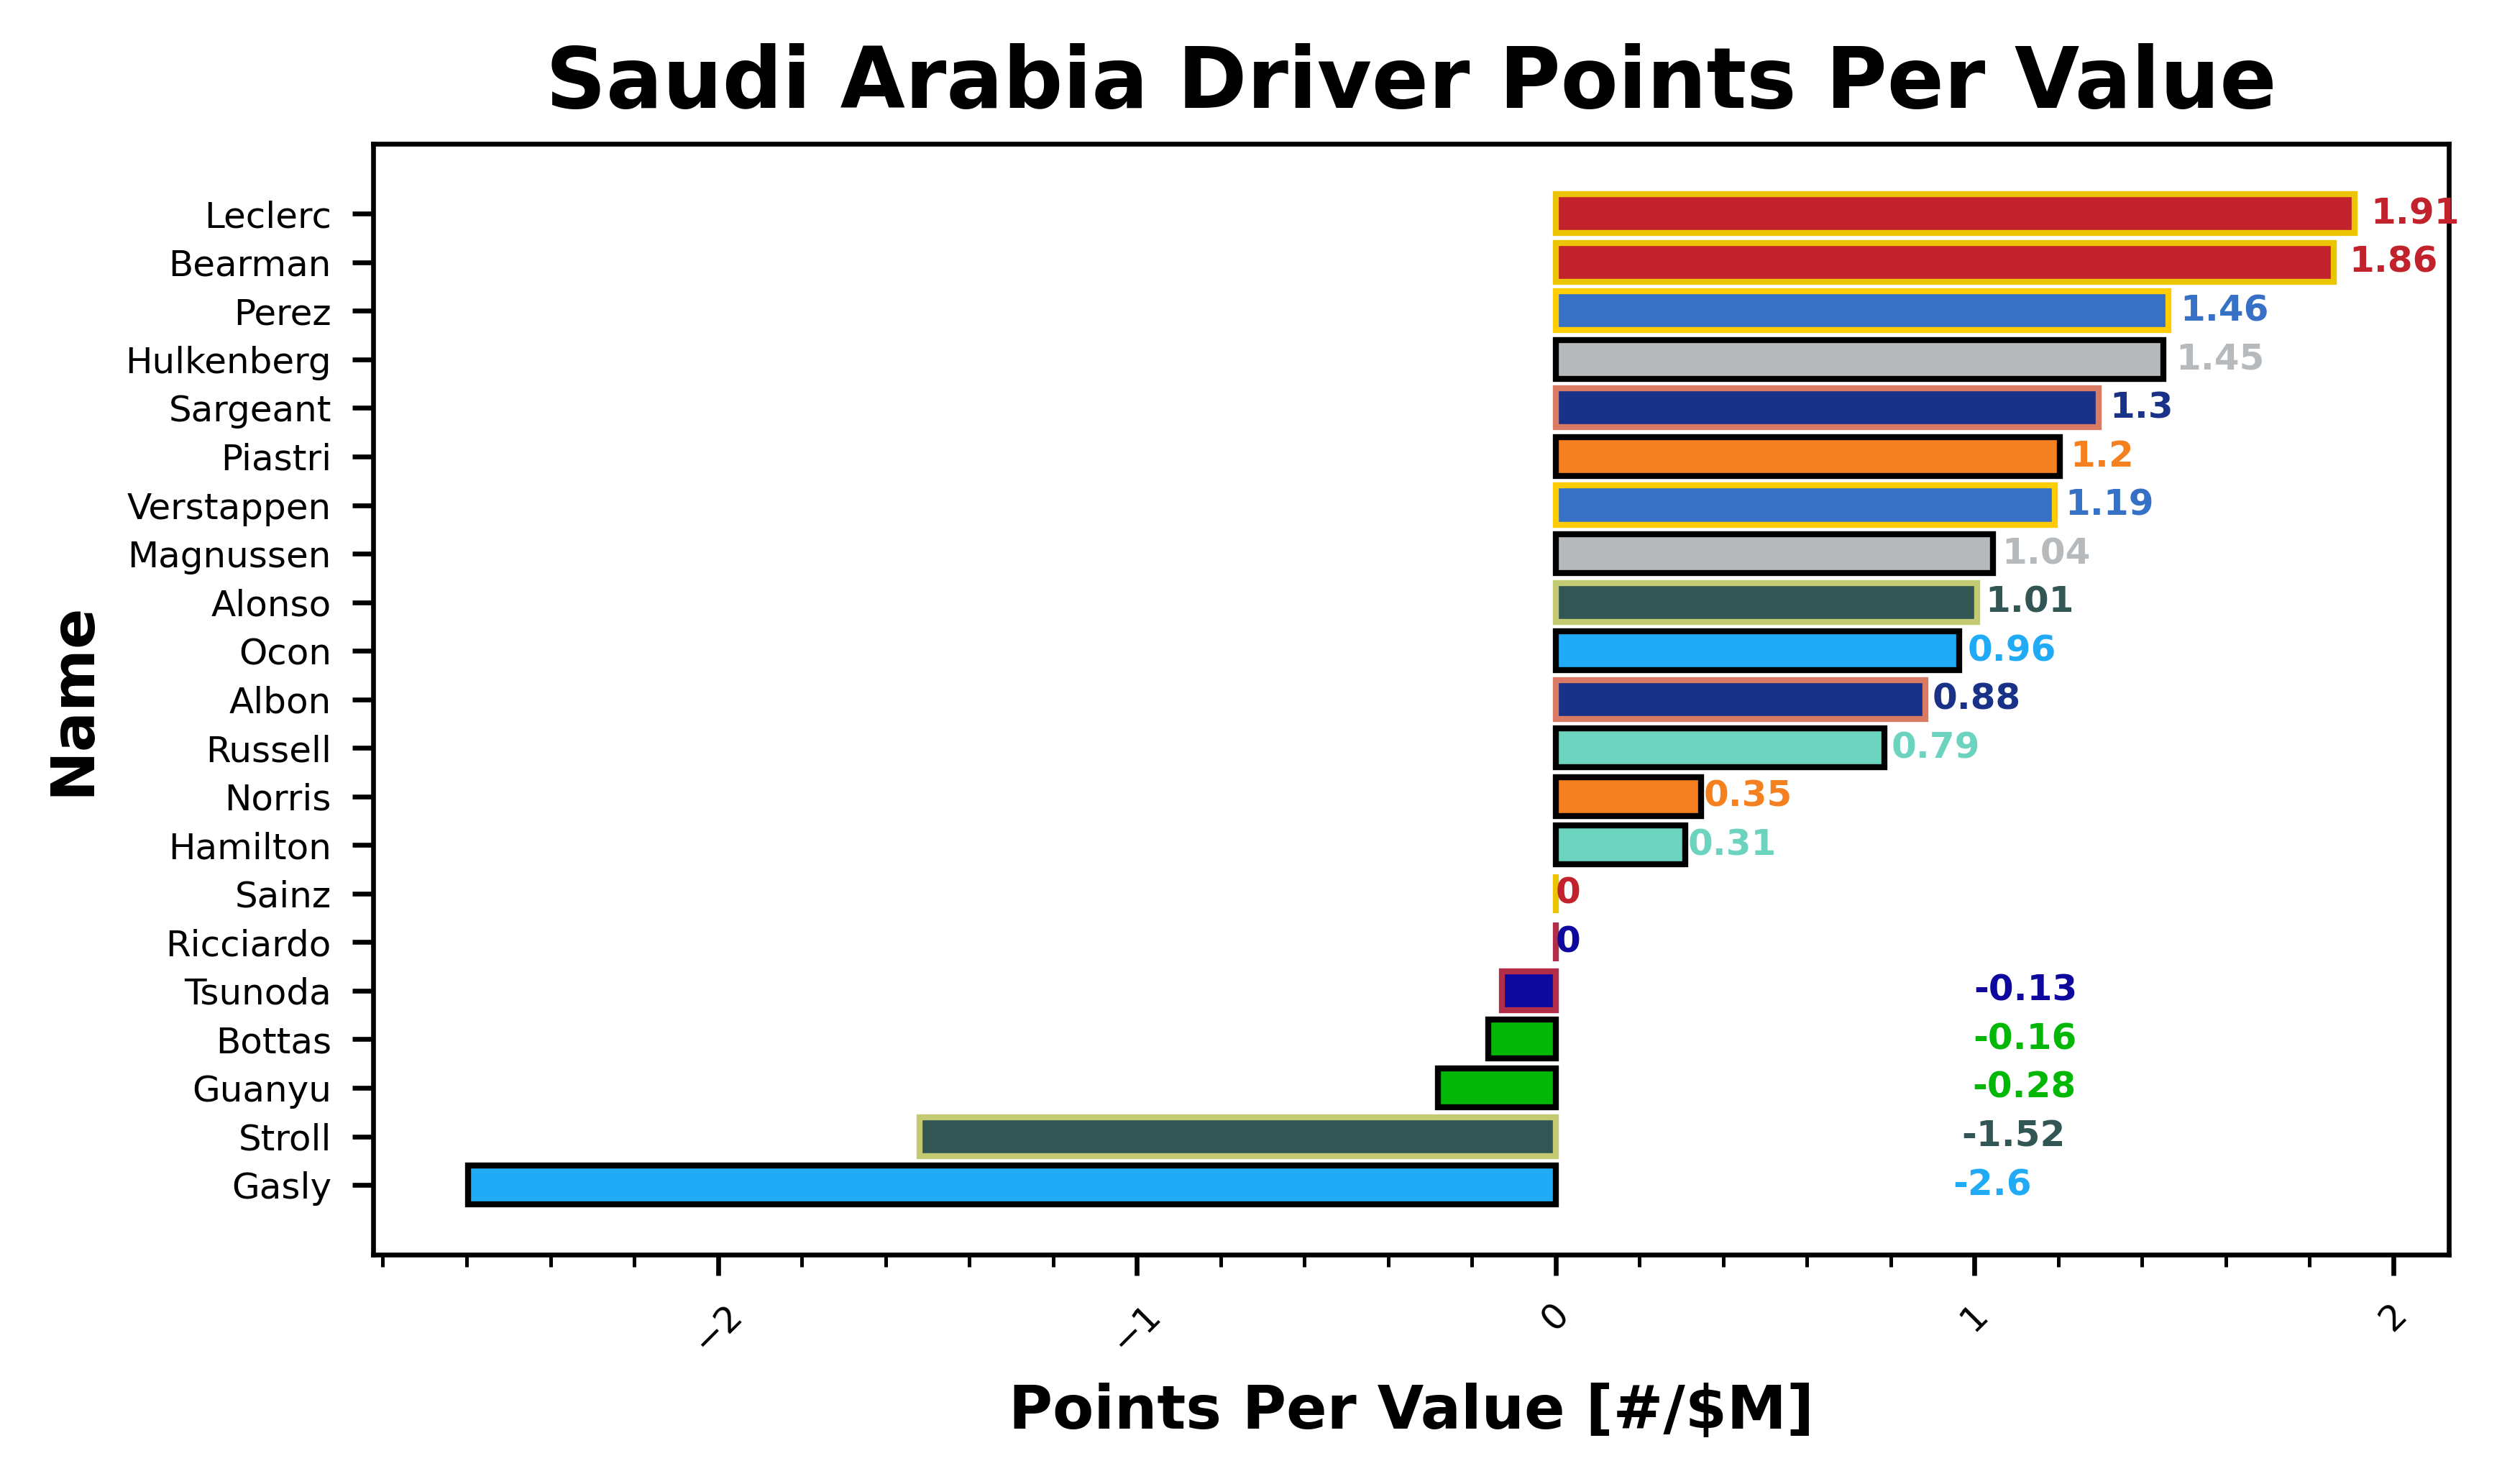 Saudi Arabia Driver Points Per Value
Name
Leclerc 1.91
Bearman 1.86
Perez 1.46
Hulkenberg 1.45
Sargeant 1.3
Piastri 1.2
Verstappen 1.19
Magnussen 1.04
Alonso 1.01
Ocon 0.96
Albon 0.88
Russell 0.79
Norris 0.35
Hamilton 0.31
Sainz 0
Ricciardo 0
Tsunoda -0.13
Bottas -0.16
Guanyu -0.28
Stroll -1.52
Gasly -2.6
−2 −1 0 1 2
Points Per Value [#/$M]